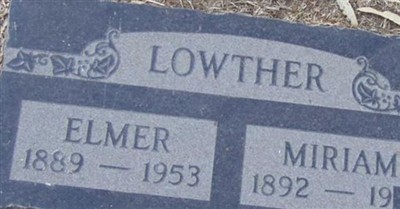 LOWTHER
ELMER
1889 — 1953
MIRIAM
1892 — 19